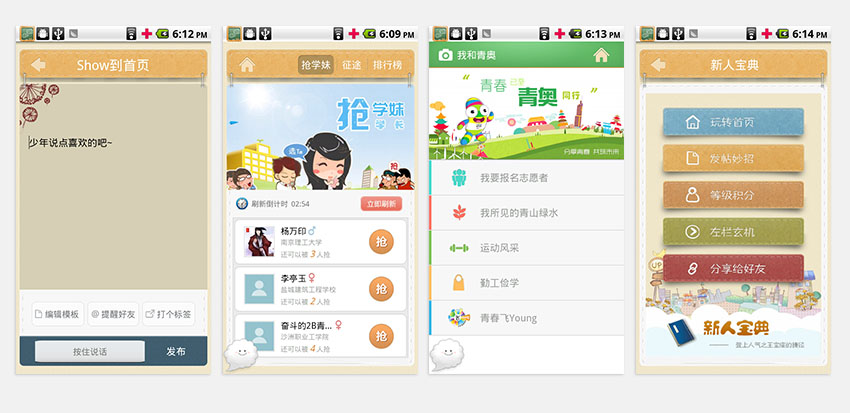 6:12 PM
Show到首页
少年说点喜欢的吧~
编辑模板
@提醒好友
打个标签
按住说话
发布
6:09 PM
抢学妹
征途
排行榜
抢学妹
学长
选1a
抢
刷新倒计时 02:54
立即刷新
杨万印♂
南京理工大学
还可以被 3人抢
抢
李亭玉♀
盐城建筑工程学校
还可以被 2人抢
抢
奋斗的2B青...♀
沙洲职业工学院
还可以被 4人抢
抢
6:13 PM
我和青奥
青春
青奥
同行
分享青春 共筑未来
我要报名志愿者
我所见的青山绿水
运动风采
勤工俭学
青春飞Young
6:14 PM
新人宝典
玩转首页
发帖妙招
等级积分
左栏玄机
分享给好友
UP
新人宝典
登上人气之王宝座的捷径